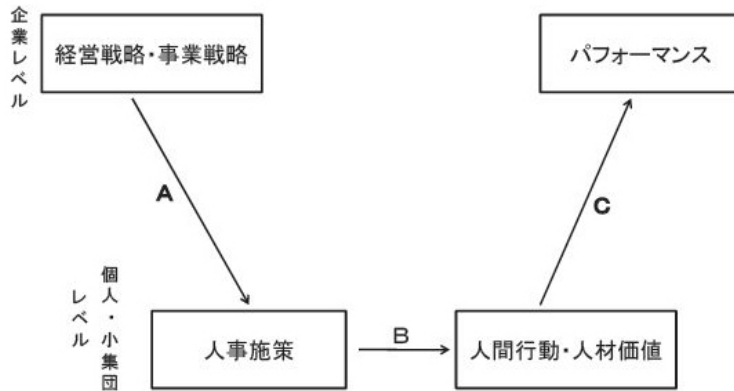 企業レベル
経営戦略・事業戦略
パフォーマンス
A
C
個人・小集団
レベル
人事施策
B
人間行動・人材価値